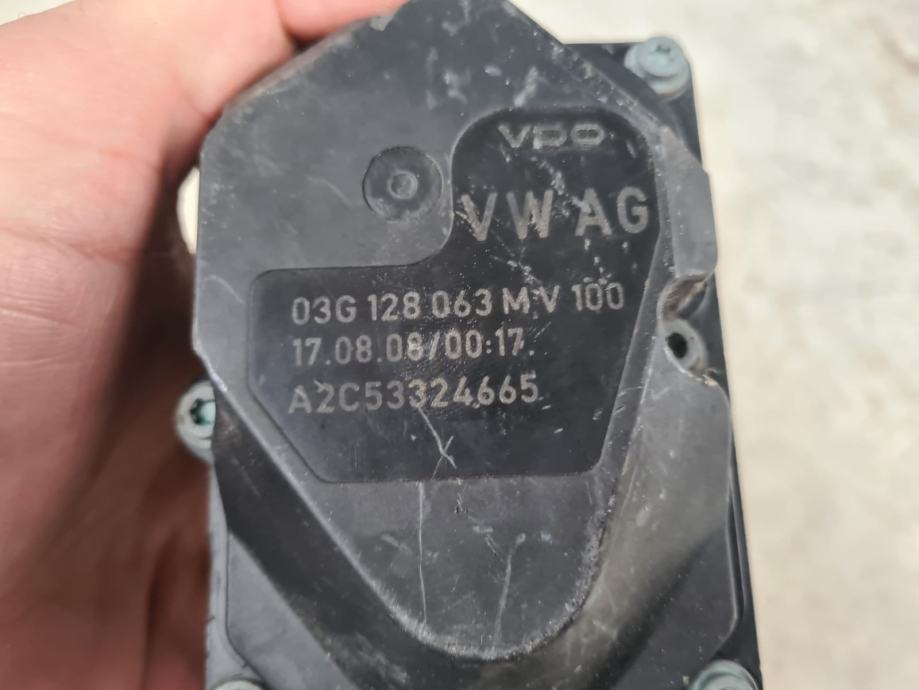 VDO
VW AG
03G 128 063 M V 100
17.08.08/00:17.
A2C53324665